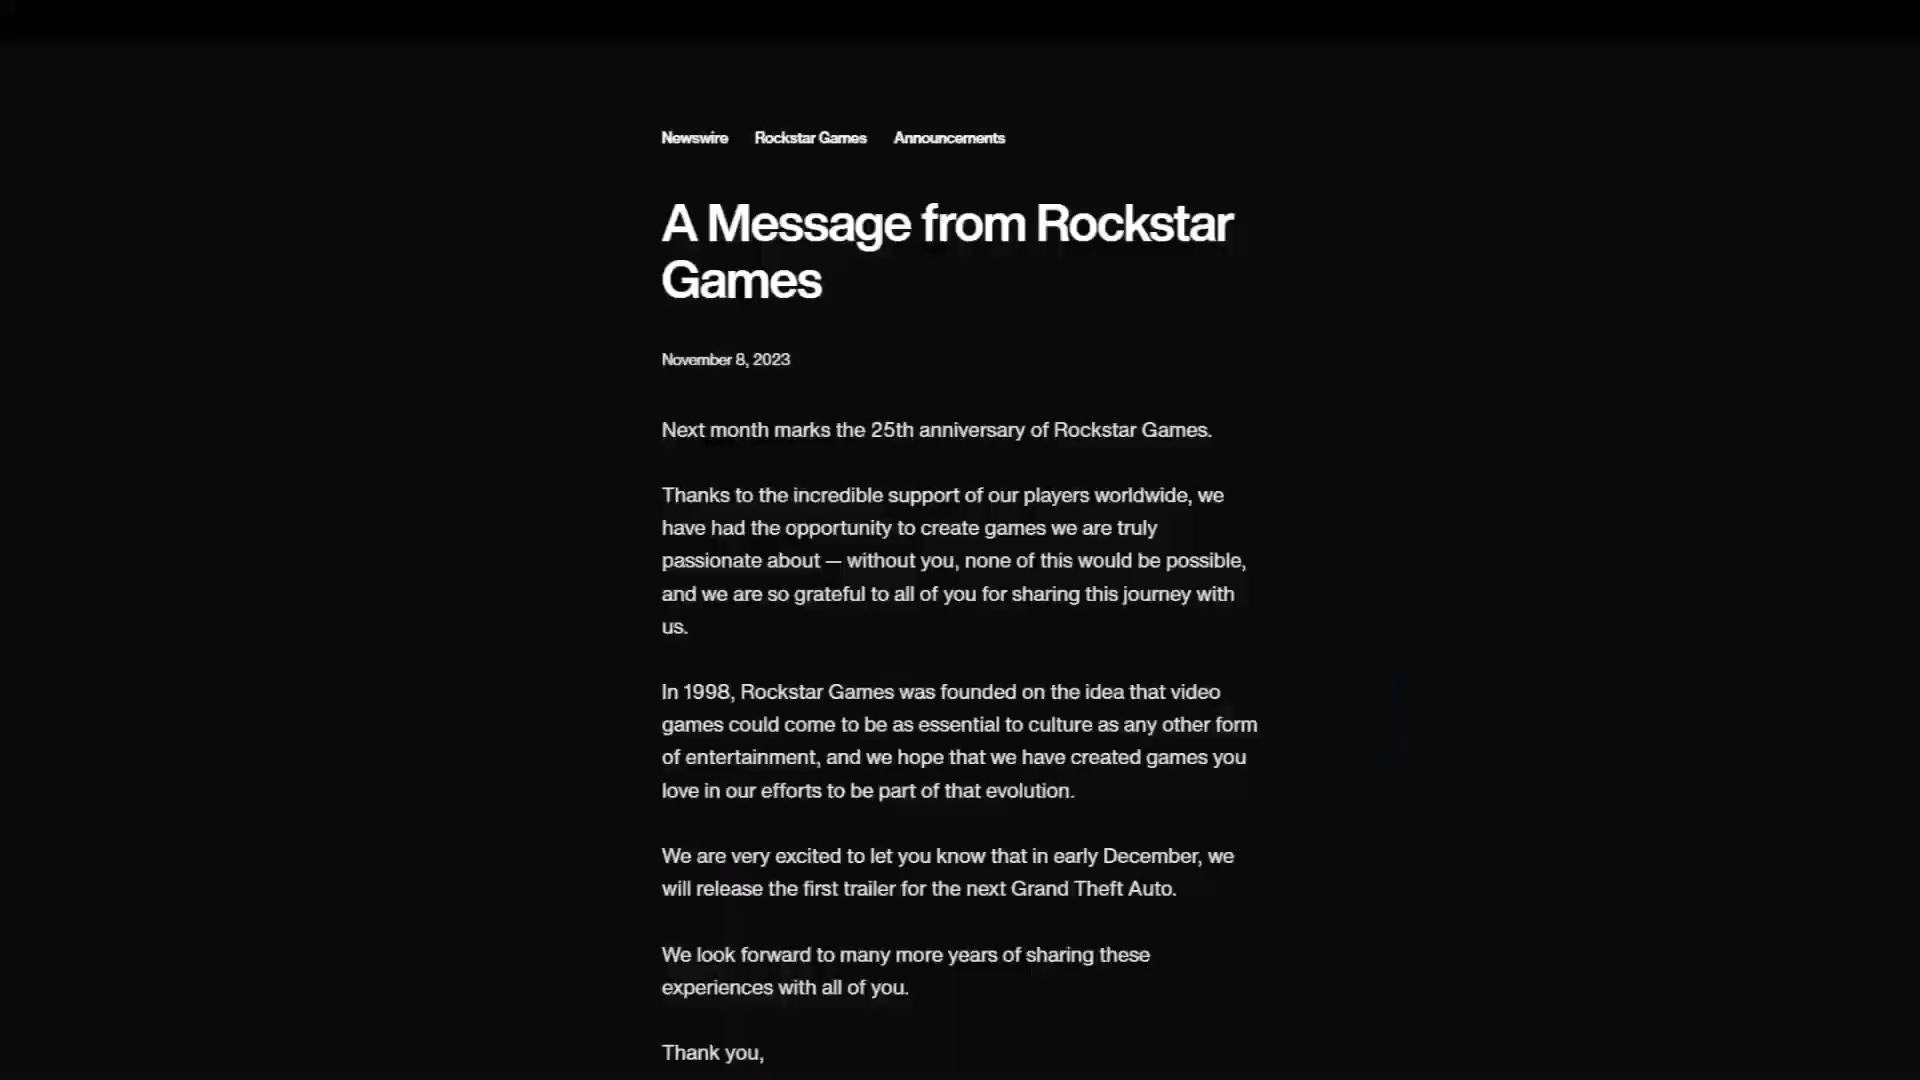 Newswire Rockstar Games Announcements
A Message from Rockstar
Games
November 8, 2023
Next month marks the 25th anniversary of Rockstar Games.
Thanks to the incredible support of our players worldwide, we
have had the opportunity to create games we are truly
passionate about — without you, none of this would be possible,
and we are so grateful to all of you for sharing this journey with
us.
In 1998, Rockstar Games was founded on the idea that video
games could come to be as essential to culture as any other form
of entertainment, and we hope that we have created games you
love in our efforts to be part of that evolution.
We are very excited to let you know that in early December, we
will release the first trailer for the next Grand Theft Auto.
We look forward to many more years of sharing these
experiences with all of you.
Thank you,